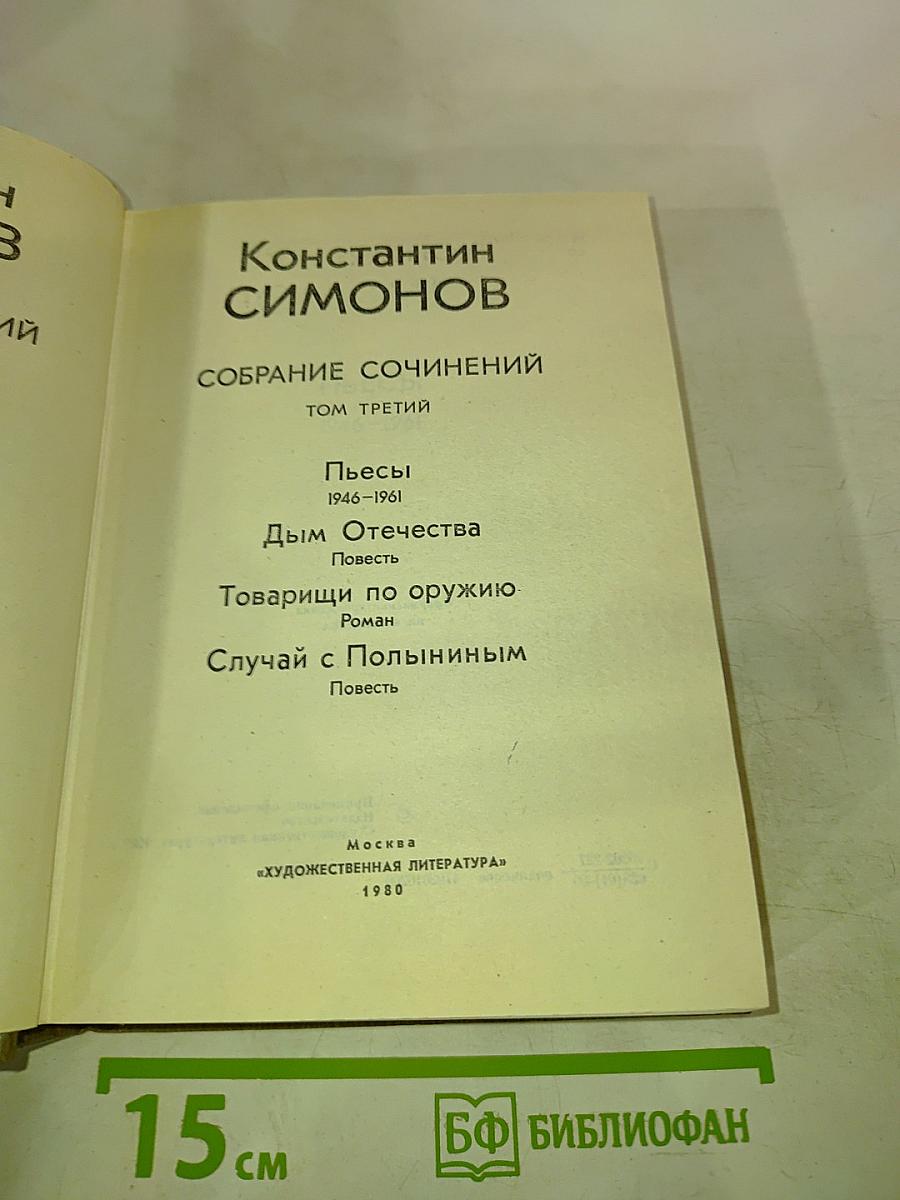 н
В
ИЙ
Константин
СИМОНОВ
СОБРАНИЕ СОЧИНЕНИЙ
ТОМ ТРЕТИЙ
Пьесы
1946–1961
Дым Отечества
Повесть
Товарищи по оружию
Роман
Случай с Полыниным
Повесть
Москва
«ХУДОЖЕСТВЕННАЯ ЛИТЕРАТУРА»
1980
15 см
БФ БИБЛИОФАН